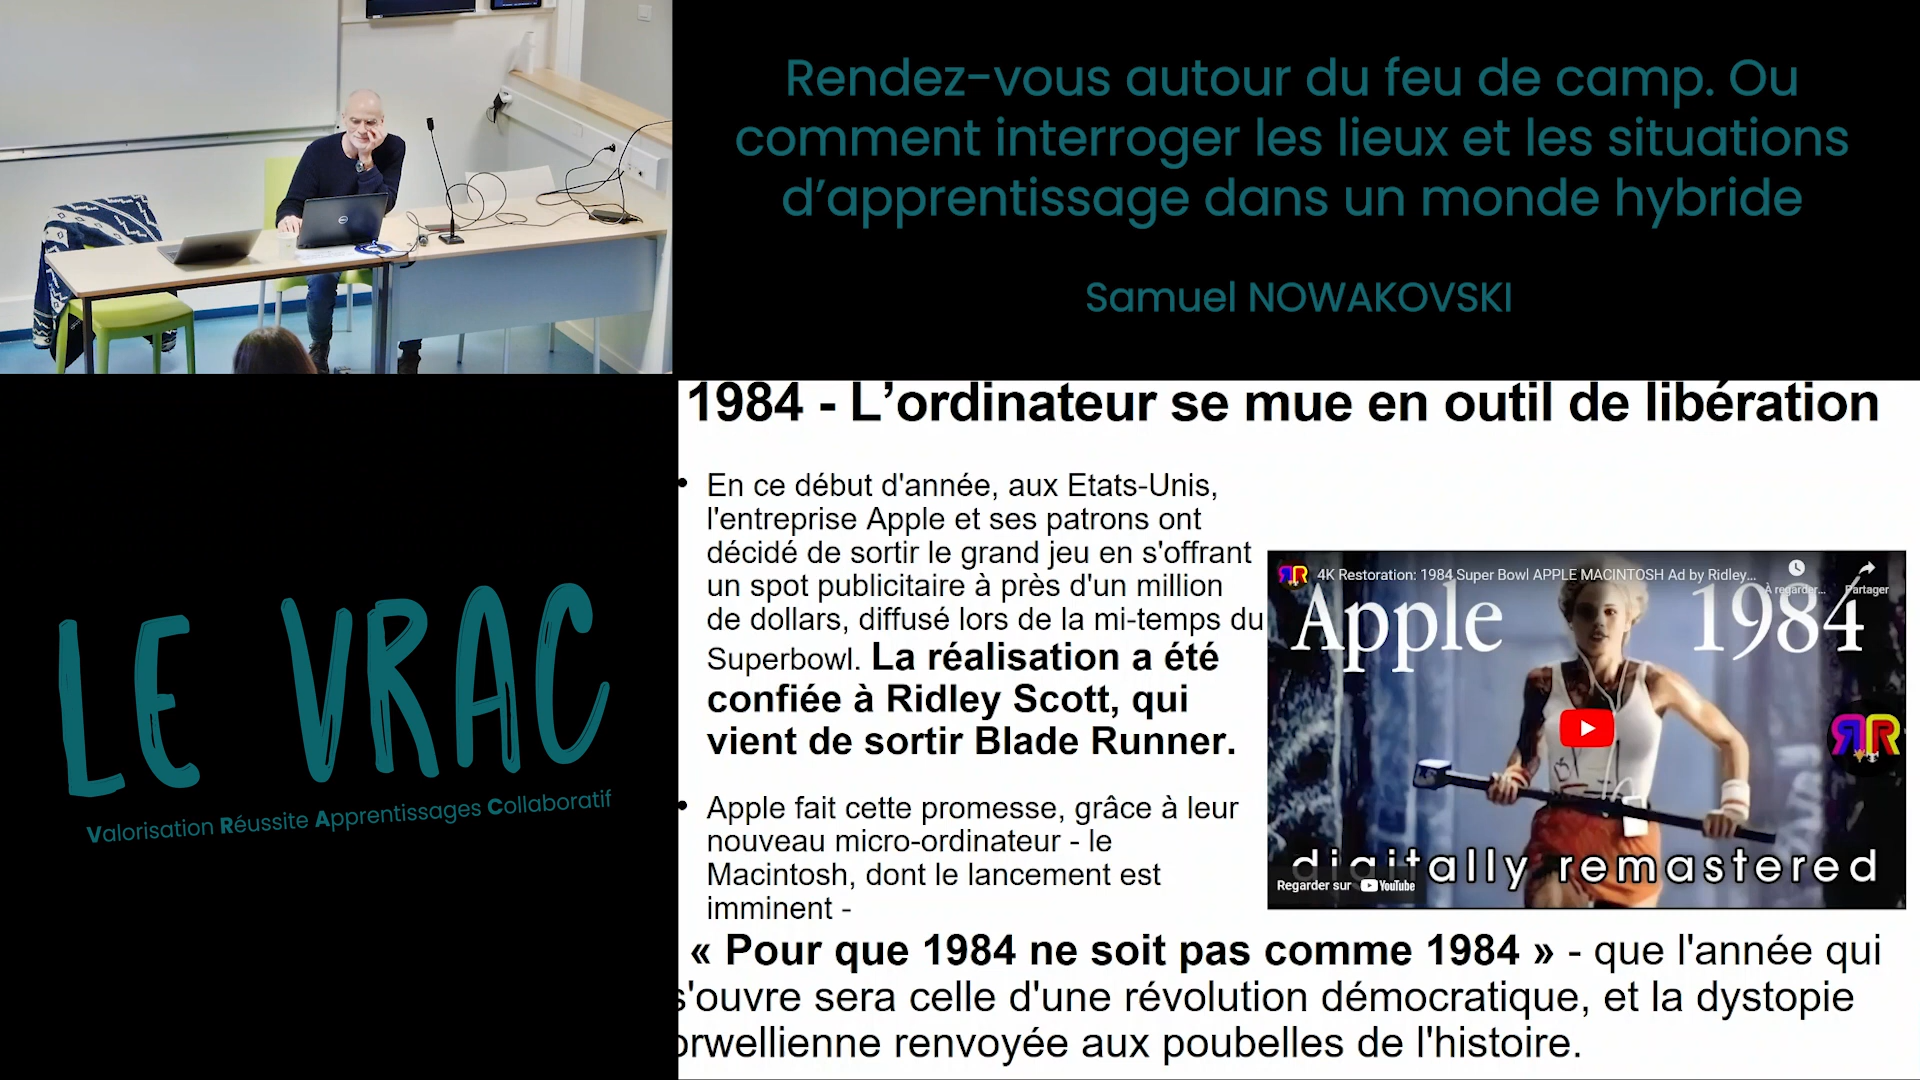 Rendez-vous autour du feu de camp. Ou
comment interroger les lieux et les situations
d’apprentissage dans un monde hybride
Samuel NOWAKOVSKI
LE VRAC
Valorisation Réussite Apprentissages Collaboratif
1984 - L’ordinateur se mue en outil de libération
• En ce début d'année, aux Etats-Unis,
l'entreprise Apple et ses patrons ont
décidé de sortir le grand jeu en s'offrant
un spot publicitaire à près d'un million
de dollars, diffusé lors de la mi-temps du
Superbowl. La réalisation a été
confiée à Ridley Scott, qui
vient de sortir Blade Runner.
• Apple fait cette promesse, grâce à leur
nouveau micro-ordinateur - le
Macintosh, dont le lancement est
imminent -
« Pour que 1984 ne soit pas comme 1984 » - que l'année qui
s'ouvre sera celle d'une révolution démocratique, et la dystopie
orwellienne renvoyée aux poubelles de l'histoire.
4K Restoration: 1984 Super Bowl APPLE MACINTOSH Ad by Ridley...
À regarder... Partager
Apple 1984
RR
digitally remastered
Regarder sur YouTube
DELL